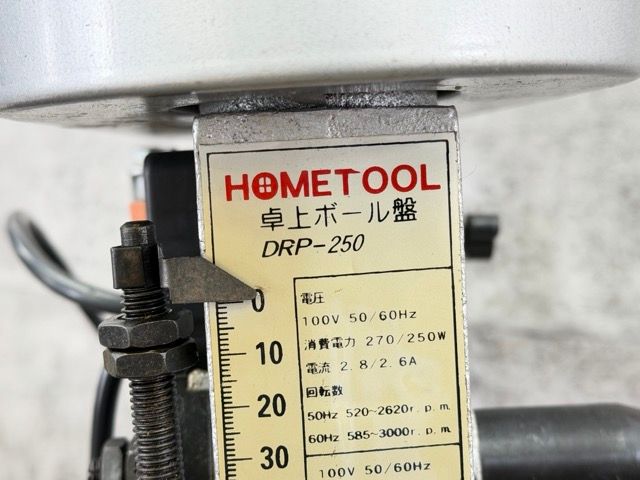 HOMETOOL
卓上ボール盤
DRP-250
0
10
20
30
電圧
100V 50/60Hz
消費電力 270/250W
電流 2.8/2.6A
回転数
50Hz 520~2620r.p.m.
60Hz 585~3000r.p.m.
100V 50/60Hz